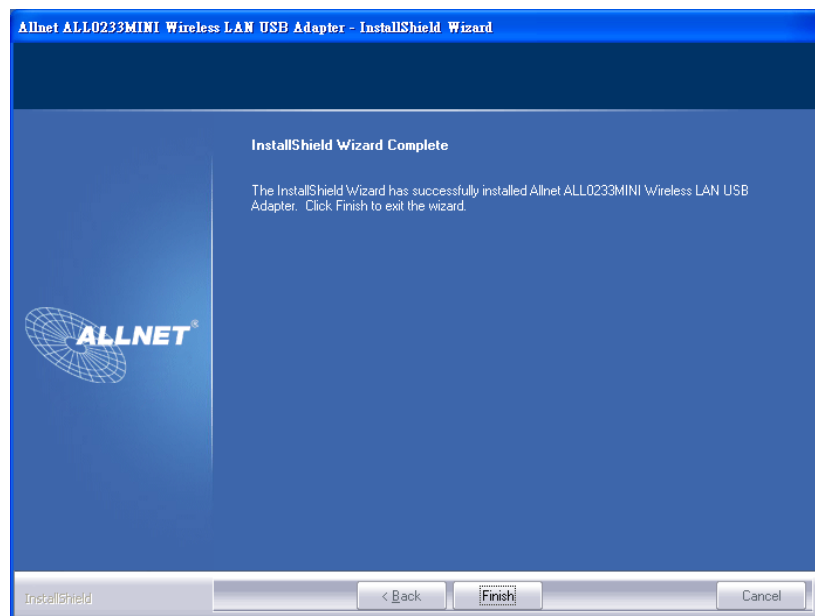 Allnet ALL0233MINI Wireless LAN USB Adapter - InstallShield Wizard
InstallShield Wizard Complete
The InstallShield Wizard has successfully installed Allnet ALL0233MINI Wireless LAN USB
Adapter. Click Finish to exit the wizard.
ALLNET®
InstallShield
< Back
Finish
Cancel